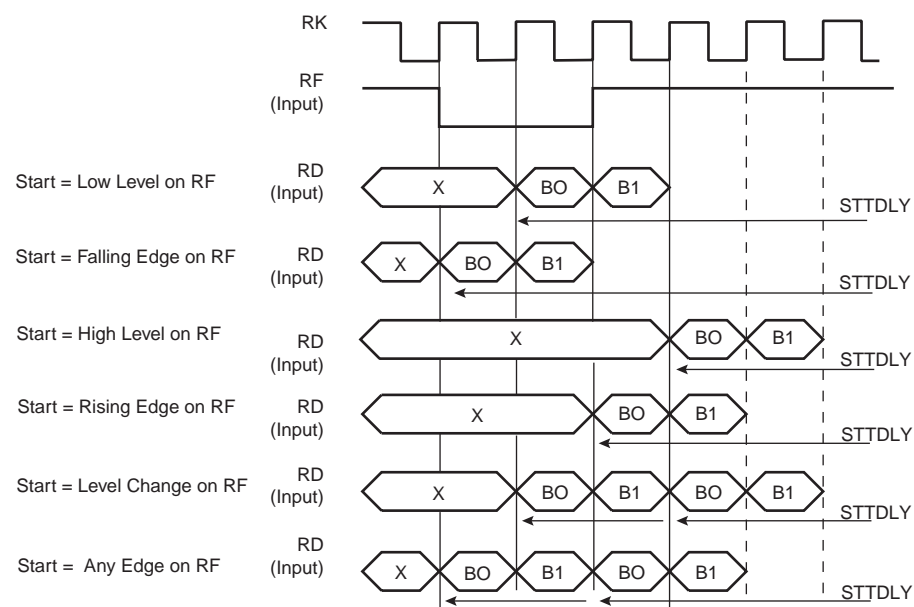 RK
RF
(Input)
Start = Low Level on RF
RD
(Input)
X
BO
B1
STTDLY
Start = Falling Edge on RF
RD
(Input)
X
BO
B1
STTDLY
Start = High Level on RF
RD
(Input)
X
BO
B1
STTDLY
Start = Rising Edge on RF
RD
(Input)
X
BO
B1
STTDLY
Start = Level Change on RF
RD
(Input)
X
BO
B1
BO
B1
STTDLY
Start = Any Edge on RF
RD
(Input)
X
BO
B1
BO
B1
STTDLY